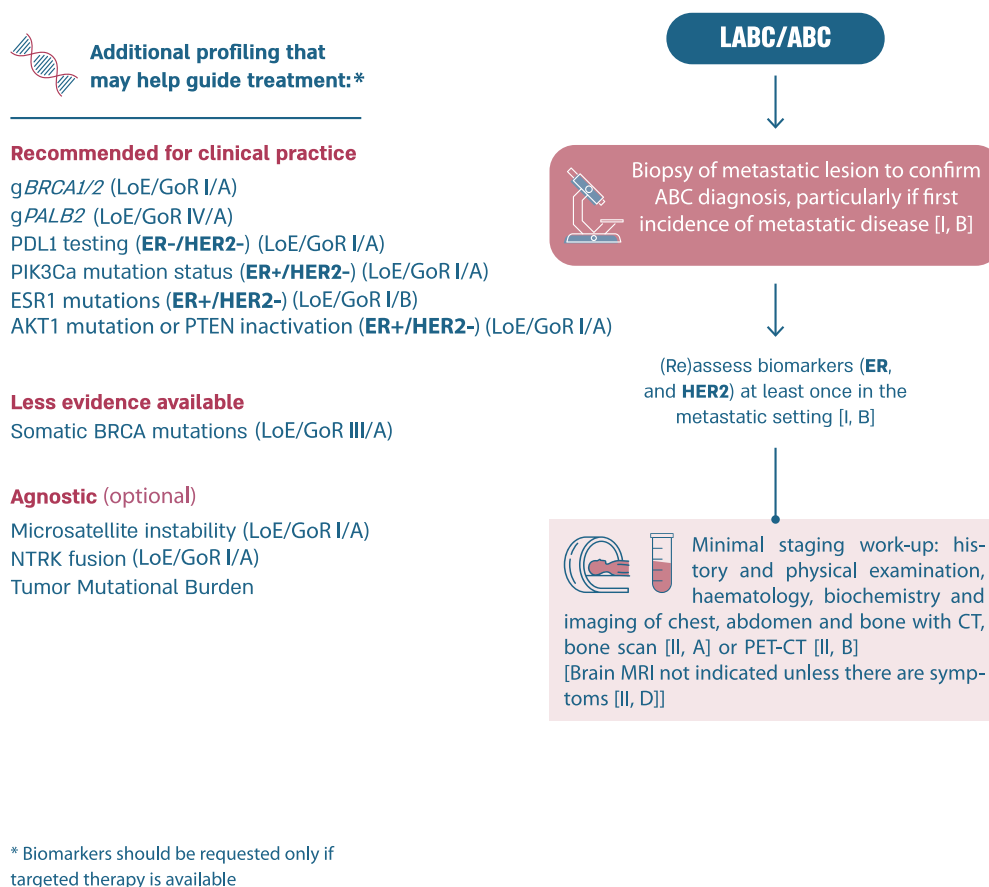 Additional profiling that
may help guide treatment:*
Recommended for clinical practice
gBRCA1/2 (LoE/GoR I/A)
gPALB2 (LoE/GoR IV/A)
PDL1 testing (ER-/HER2-) (LoE/GoR I/A)
PIK3Ca mutation status (ER+/HER2-) (LoE/GoR I/A)
ESR1 mutations (ER+/HER2-) (LoE/GoR I/B)
AKT1 mutation or PTEN inactivation (ER+/HER2-) (LoE/GoR I/A)
Less evidence available
Somatic BRCA mutations (LoE/GoR III/A)
Agnostic (optional)
Microsatellite instability (LoE/GoR I/A)
NTRK fusion (LoE/GoR I/A)
Tumor Mutational Burden
* Biomarkers should be requested only if
targeted therapy is available
LABC/ABC
Biopsy of metastatic lesion to confirm
ABC diagnosis, particularly if first
incidence of metastatic disease [I, B]
(Re)assess biomarkers (ER,
and HER2) at least once in the
metastatic setting [I, B]
Minimal staging work-up: his-
tory and physical examination,
haematology, biochemistry and
imaging of chest, abdomen and bone with CT,
bone scan [II, A] or PET-CT [II, B]
[Brain MRI not indicated unless there are symp-
toms [II, D]]